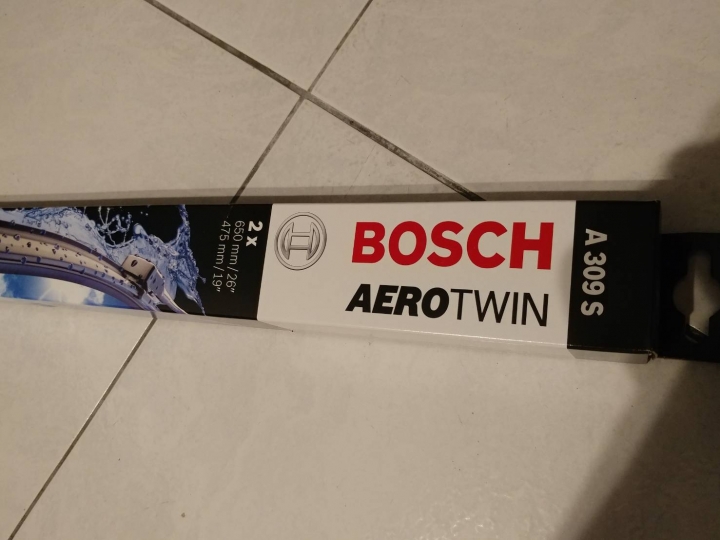 2 x
650 mm / 26"
475 mm / 19"
BOSCH
AEROTWIN
A 309 S